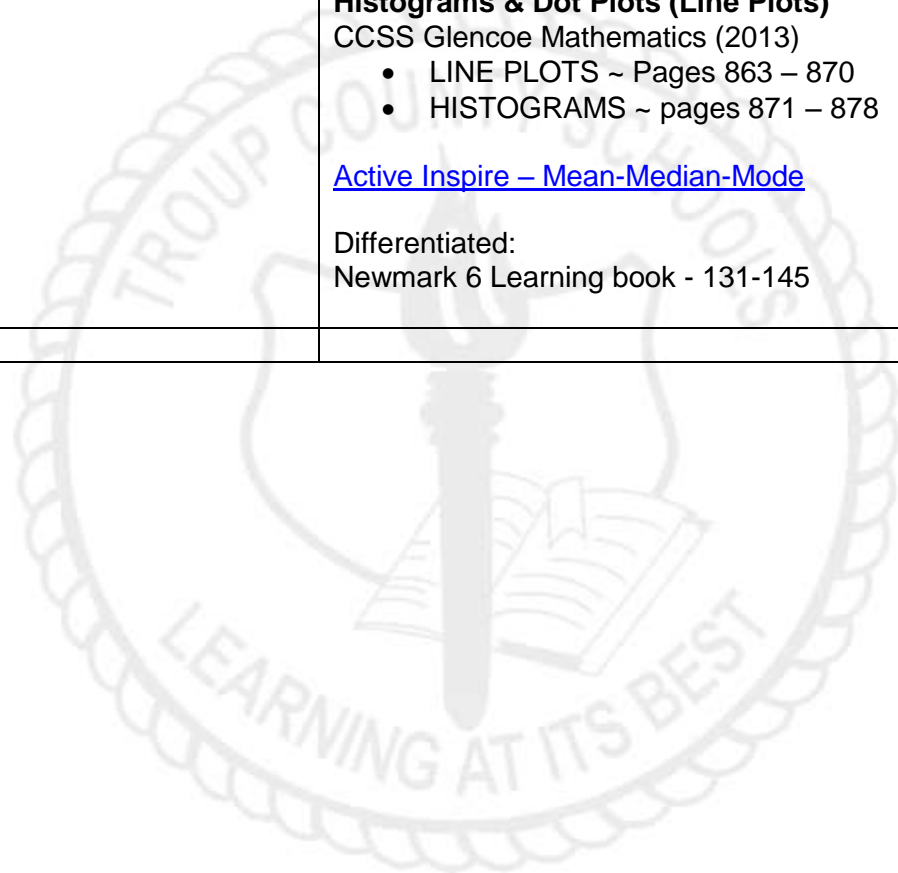 Histograms & Dot Plots (Line Plots)
CCSS Glencoe Mathematics (2013)
• LINE PLOTS ~ Pages 863 – 870
• HISTOGRAMS ~ pages 871 – 878
Active Inspire – Mean-Median-Mode
Differentiated:
Newmark 6 Learning book - 131-145
TROUP COUNTY SCHOOLS
LEARNING AT ITS BEST